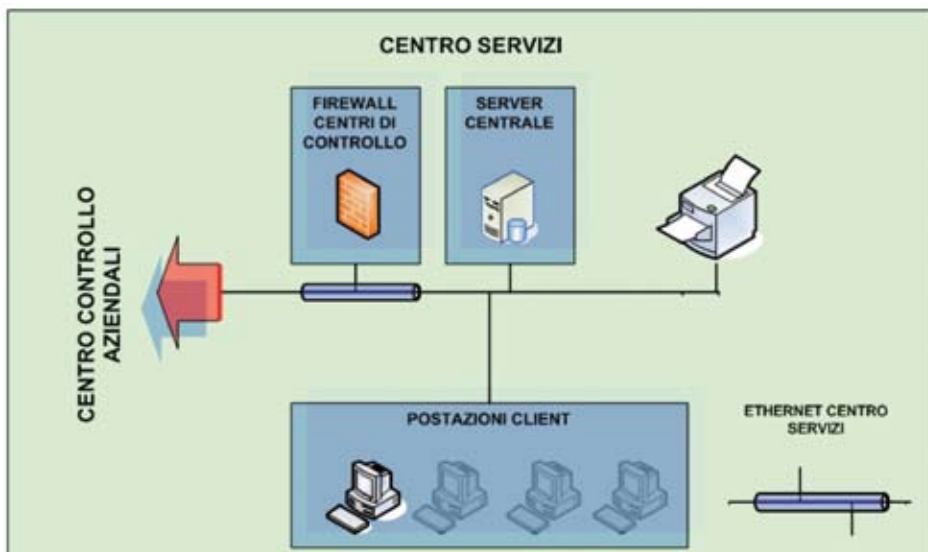 CENTRO SERVIZI
FIREWALL
CENTRI DI
CONTROLLO
SERVER
CENTRALE
CENTRO CONTROLLO
AZIENDALI
POSTAZIONI CLIENT
ETHERNET CENTRO
SERVIZI